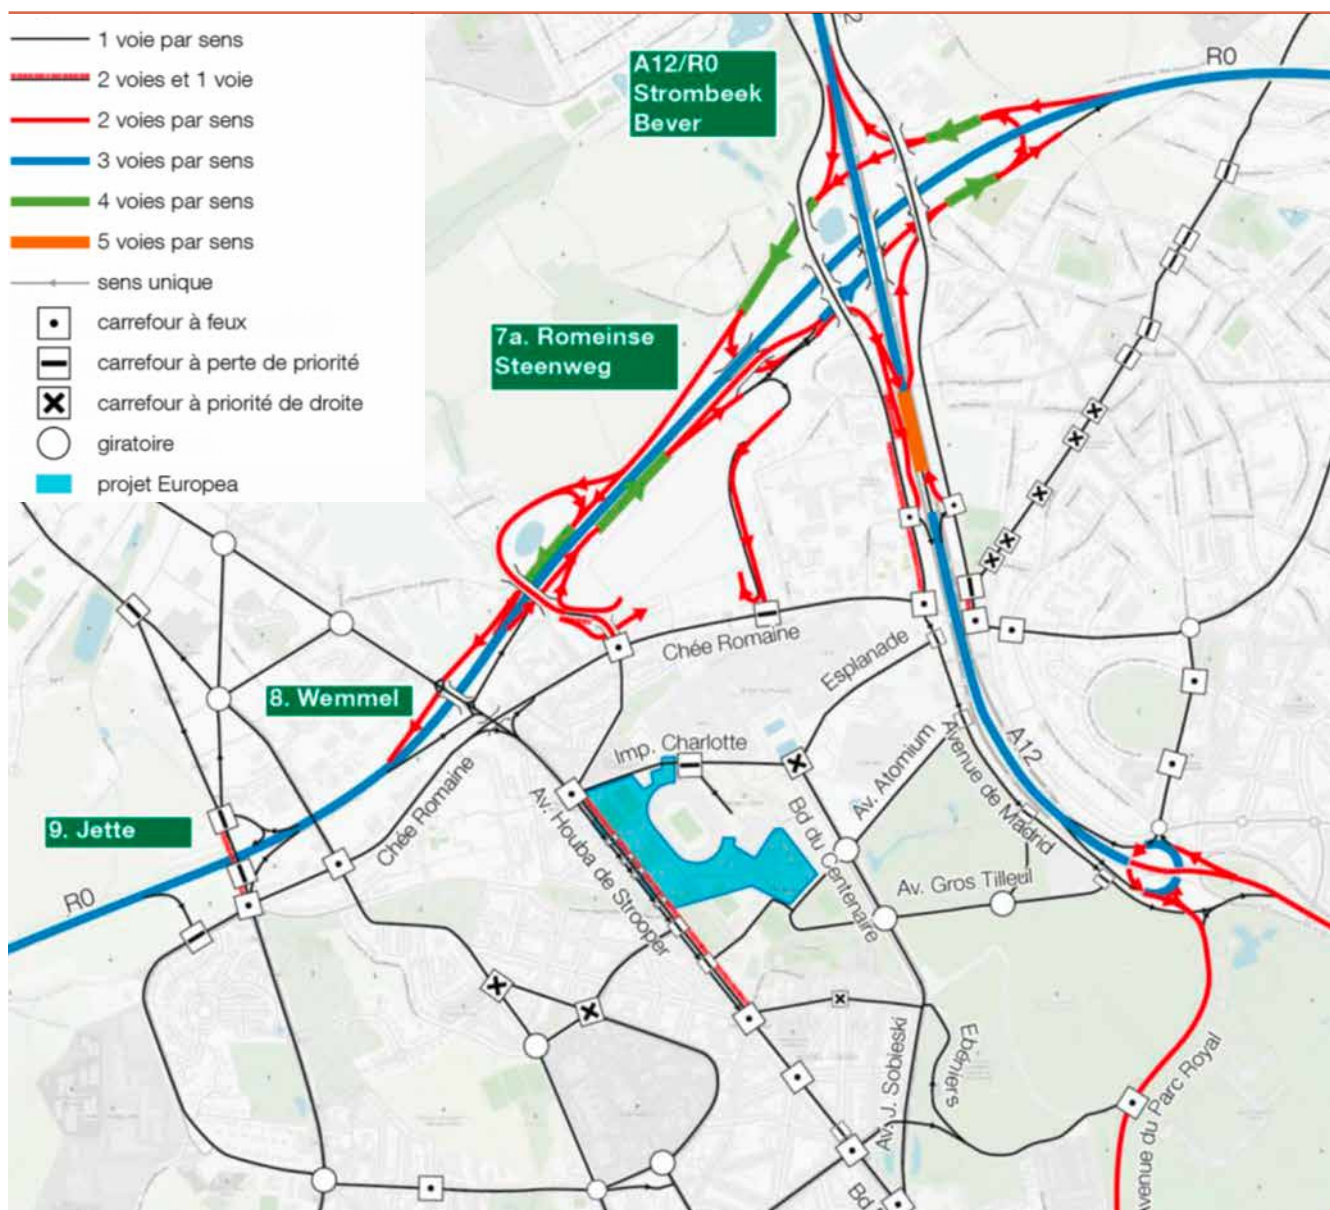 1 voie par sens
2 voies et 1 voie
2 voies par sens
3 voies par sens
4 voies par sens
5 voies par sens
sens unique
carrefour à feux
carrefour à perte de priorité
carrefour à priorité de droite
giratoire
projet Europea
A12/R0
Strombeek
Bever
R0
7a. Romeinse
Steenweg
8. Wemmel
9. Jette
R0
Chée Romaine
Chée Romaine
Esplanade
Imp. Charlotte
Av. Houba de Strooper
Bd du Centenaire
Av. Atomium
Avenue de Madrid
A12
Av. Gros Tilleul
Av. J. Sobieski
Ebéniers
venue du Parc Royal
Bd